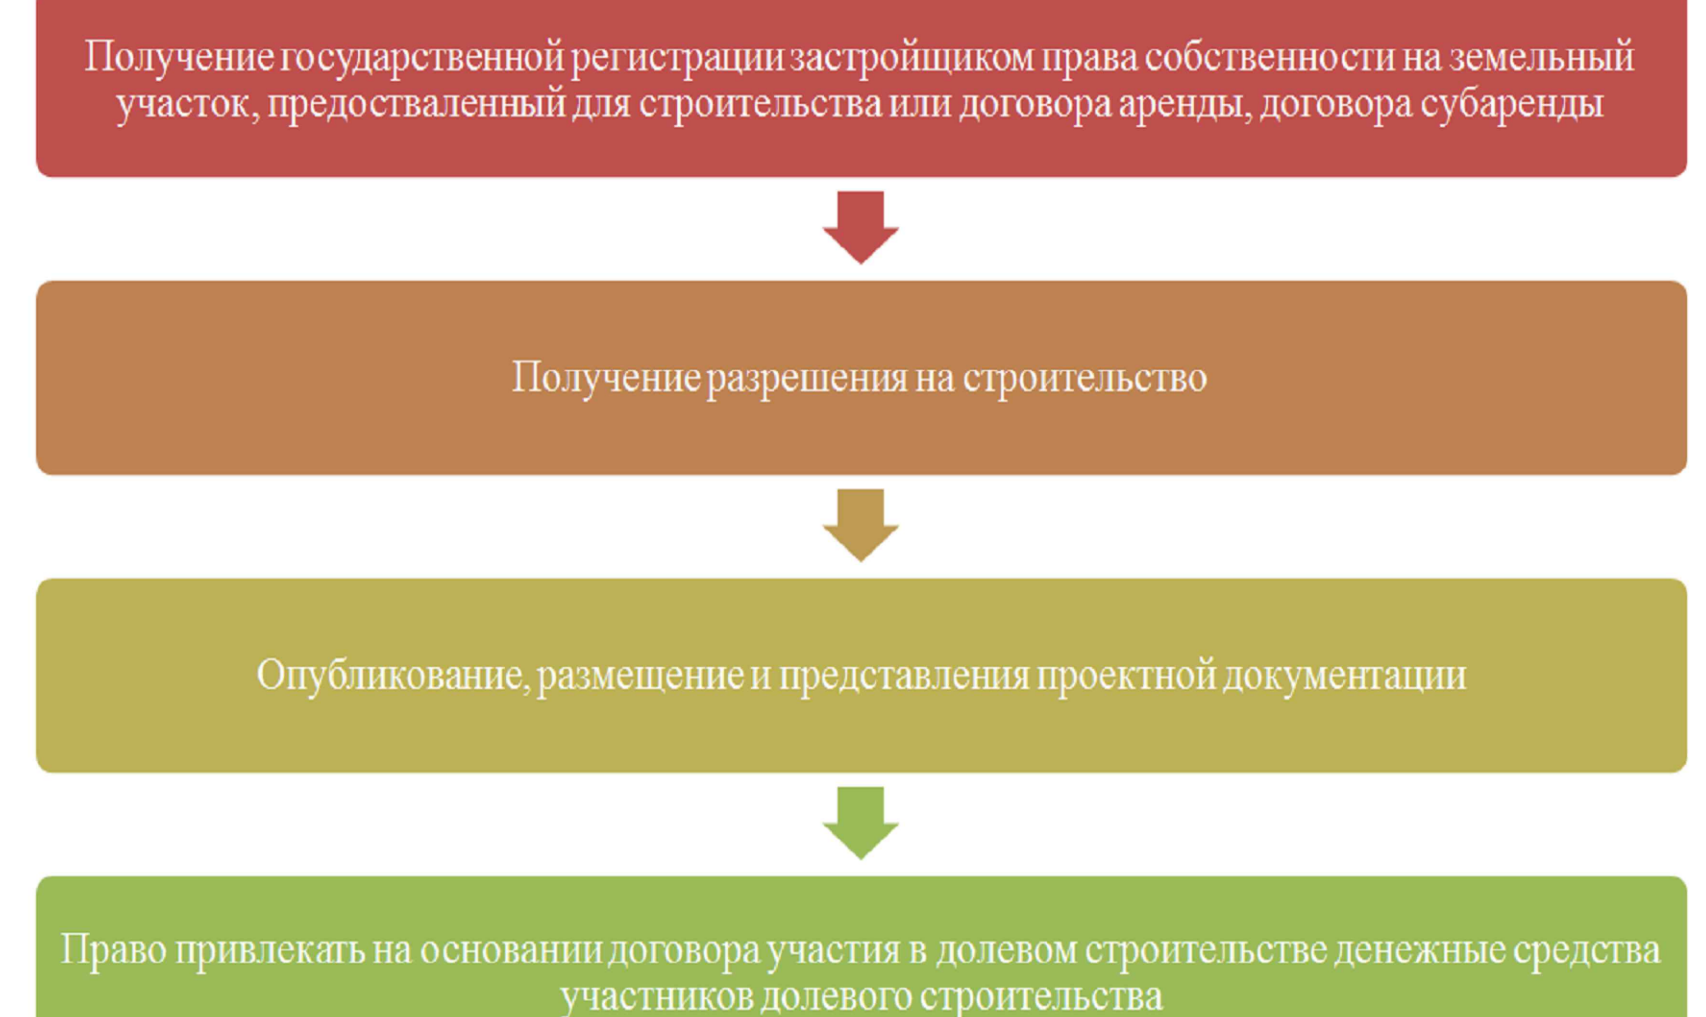 Получение государственной регистрации застройщиком права собственности на земельный
участок, предосталенный для строительства или договора аренды, договора субаренды
Получение разрешения на строительство
Опубликование, размещение и представления проектной документации
Право привлекать на основании договора участия в долевом строительстве денежные средства
участников долевого строительства